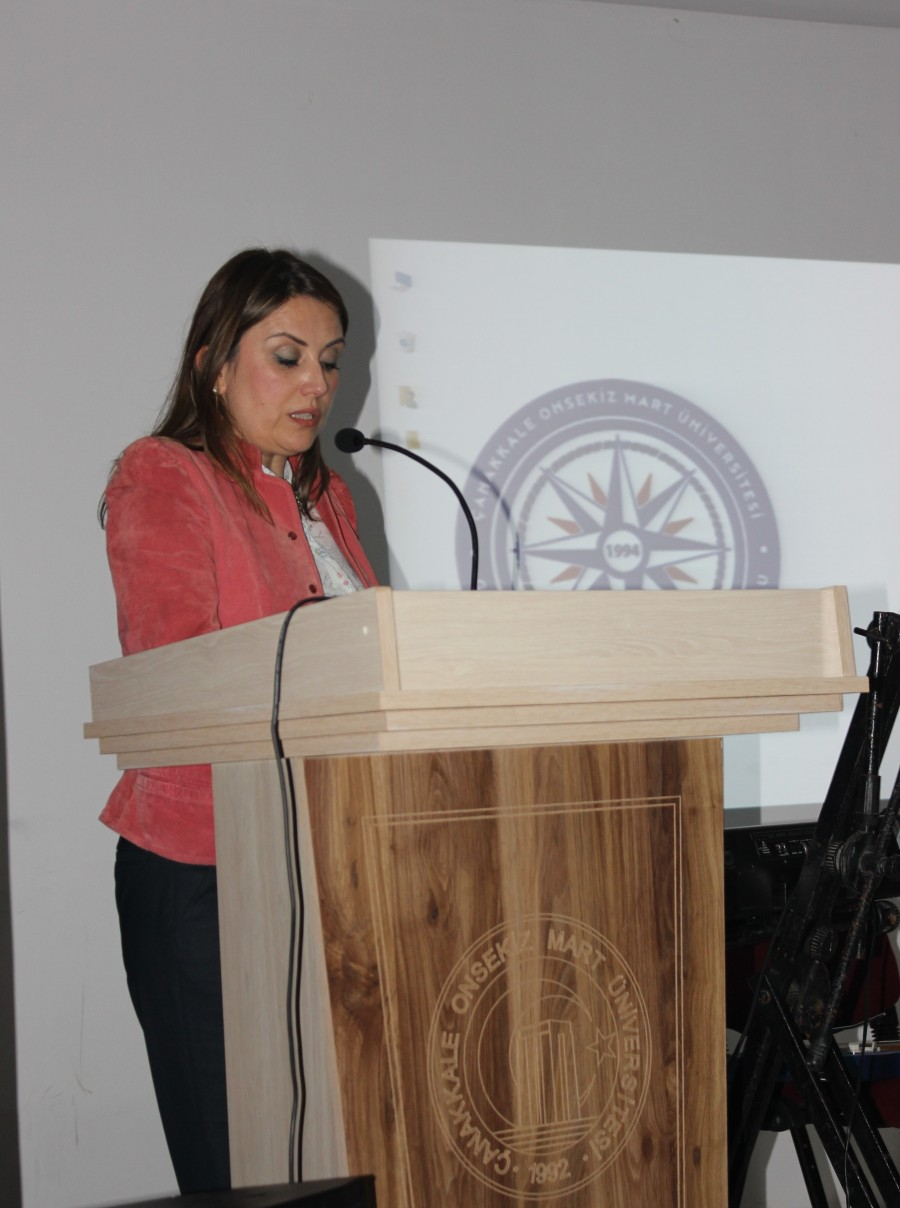 ÇANAKKALE ONSEKİZ MART ÜNİVERSİTESİ
1994
ÇANAKKALE ONSEKİZ MART ÜNİVERSİTESİ
1992